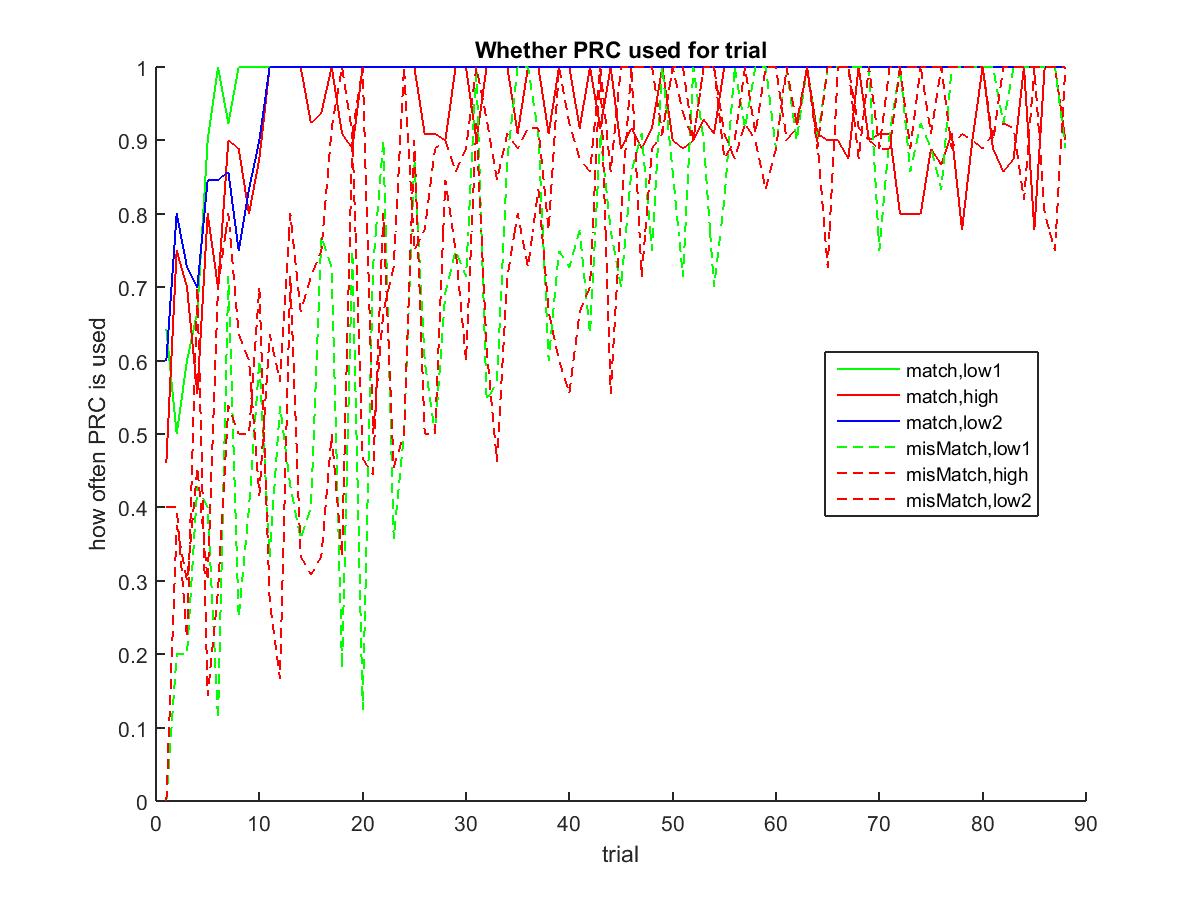 Whether PRC used for trial
how often PRC is used
1
0.9
0.8
0.7
0.6
0.5
0.4
0.3
0.2
0.1
0
match,low1
match,high
match,low2
misMatch,low1
misMatch,high
misMatch,low2
0 10 20 30 40 50 60 70 80 90
trial